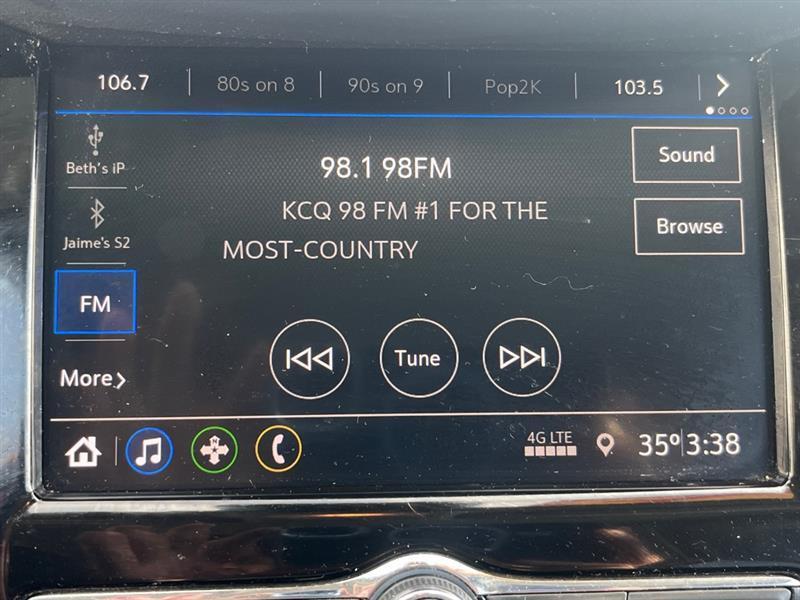 106.7 80s on 8 90s on 9 Pop2K 103.5
Beth's iP
Jaime's S2
FM
More
98.1 98FM
KCQ 98 FM #1 FOR THE
MOST-COUNTRY
Sound
Browse
Tune
N
4G LTE
35° 3:38